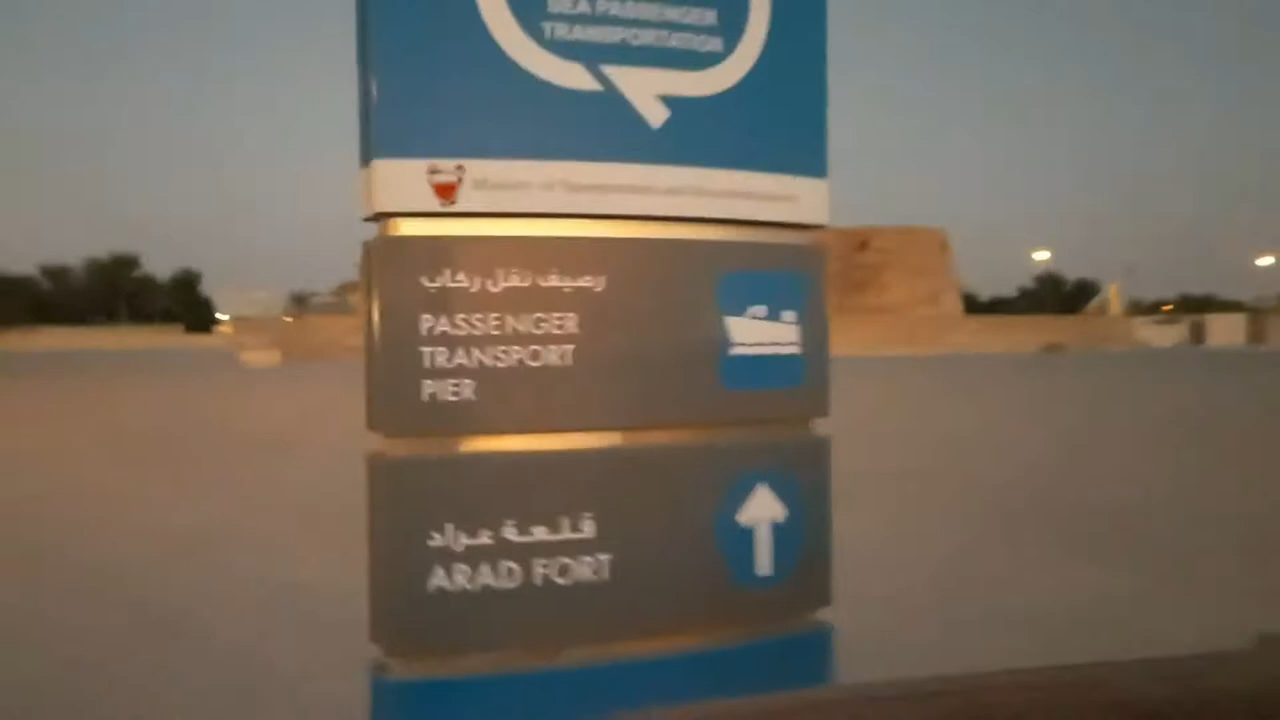 SEA PASSENGER
TRANSPORTATION
رصيف نقل ركاب
PASSENGER
TRANSPORT
PIER
قلعة عراد
ARAD FORT